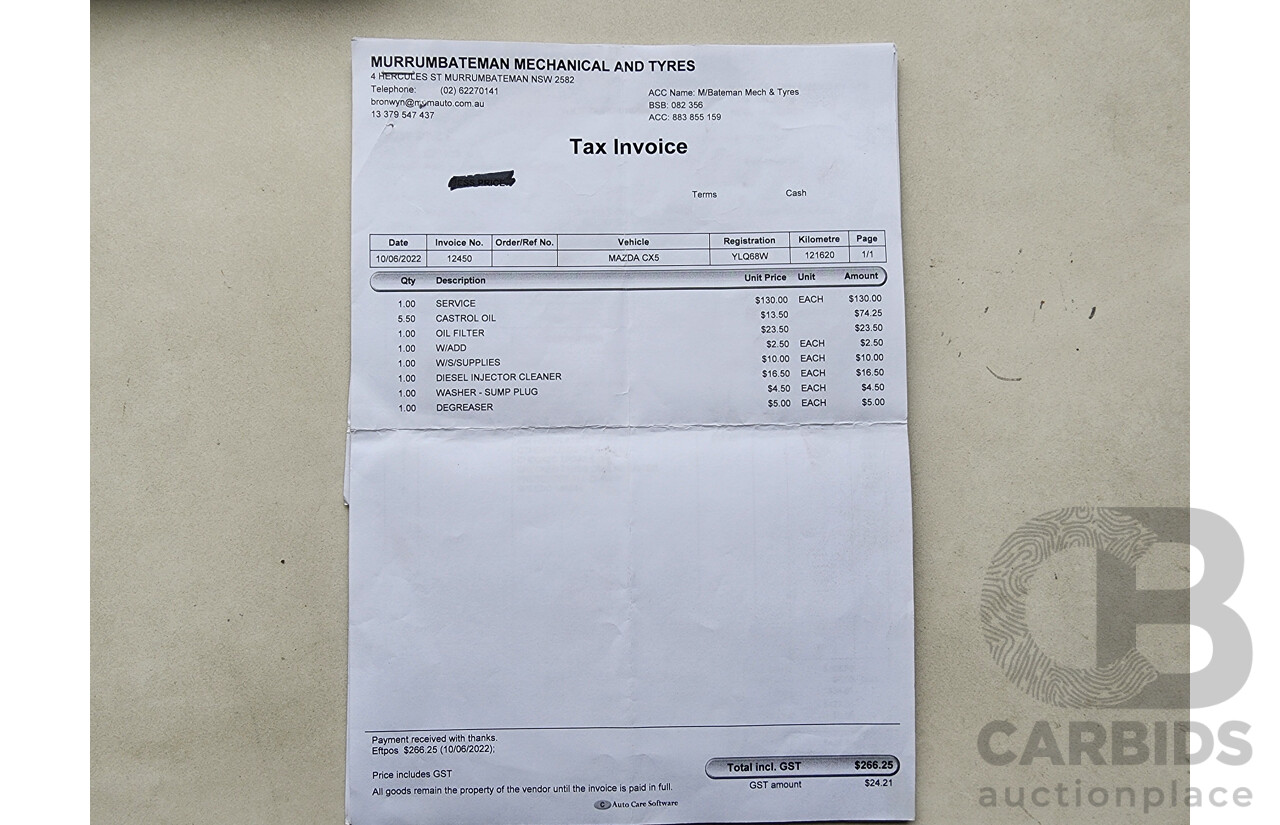 MURRUMBATEMAN MECHANICAL AND TYRES
4 HERCULES ST MURRUMBATEMAN NSW 2582
Telephone: (02) 62270141
bronwyn@mcmauto.com.au
13 379 547 437
ACC Name: M/Bateman Mech & Tyres
BSB: 082 356
ACC: 883 855 159
Tax Invoice
Terms Cash
Date Invoice No. Order/Ref No. Vehicle Registration Kilometre Page
10/06/2022 12450 MAZDA CX5 YLQ68W 121620 1/1
Qty Description Unit Price Unit Amount
1.00 SERVICE $130.00 EACH $130.00
5.50 CASTROL OIL $13.50 $74.25
1.00 OIL FILTER $23.50 $23.50
1.00 W/ADD $2.50 EACH $2.50
1.00 W/S/SUPPLIES $10.00 EACH $10.00
1.00 DIESEL INJECTOR CLEANER $16.50 EACH $16.50
1.00 WASHER - SUMP PLUG $4.50 EACH $4.50
1.00 DEGREASER $5.00 EACH $5.00
Payment received with thanks.
Eftpos $266.25 (10/06/2022);
Price includes GST
Total incl. GST $266.25
GST amount $24.21
All goods remain the property of the vendor until the invoice is paid in full.
C Auto Care Software
CB
CARBIDS
auctionplace